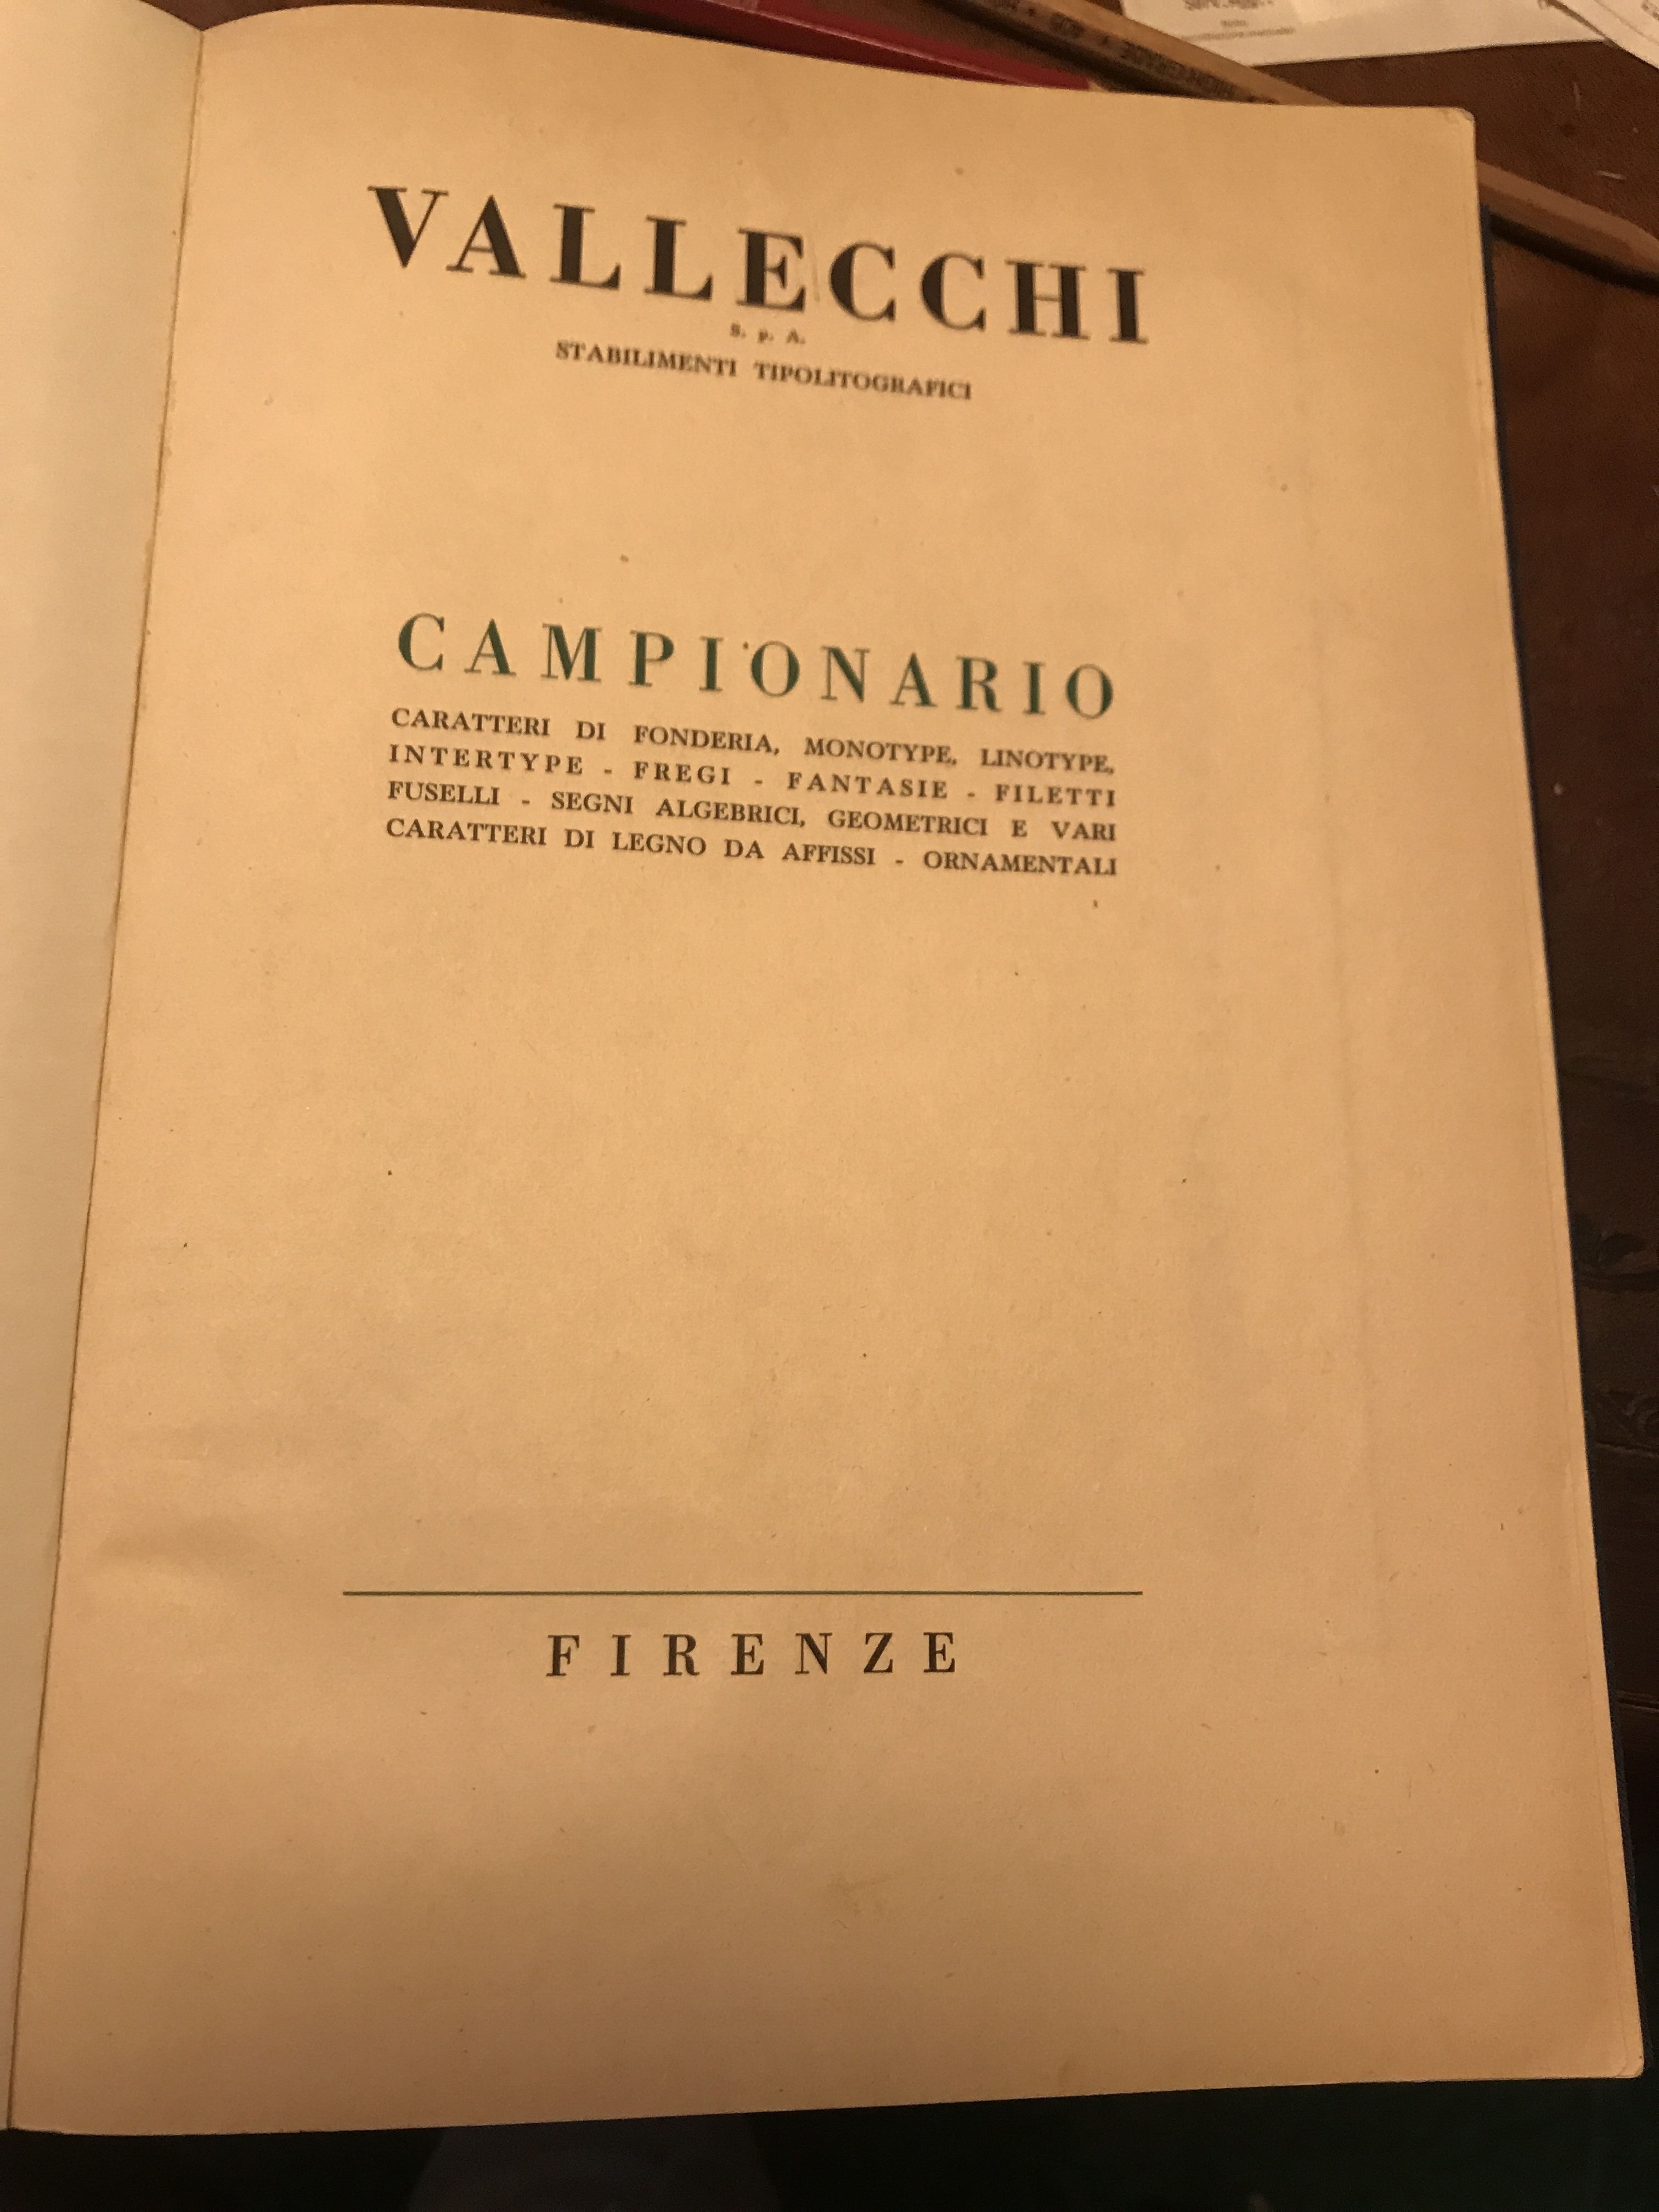 VALLECCHI
S. p. A.
STABILIMENTI TIPOLITOGRAFICI
CAMPIONARIO
CARATTERI DI FONDERIA, MONOTYPE, LINOTYPE,
INTERTYPE - FREGI - FANTASIE - FILETTI
FUSELLI - SEGNI ALGEBRICI, GEOMETRICI E VARI
CARATTERI DI LEGNO DA AFFISSI - ORNAMENTALI
FIRENZE